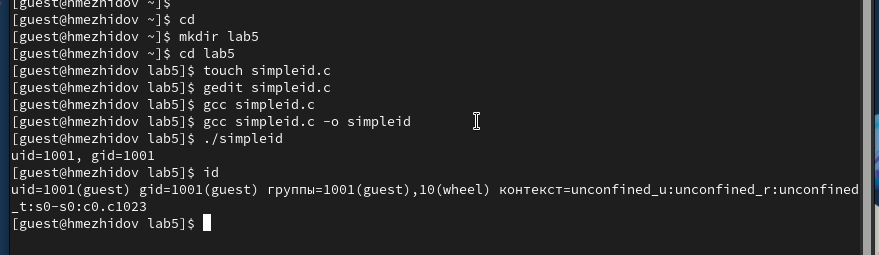 [guest@hmezhidov ~]$
[guest@hmezhidov ~]$ cd
[guest@hmezhidov ~]$ mkdir lab5
[guest@hmezhidov ~]$ cd lab5
[guest@hmezhidov lab5]$ touch simpleid.c
[guest@hmezhidov lab5]$ gedit simpleid.c
[guest@hmezhidov lab5]$ gcc simpleid.c
[guest@hmezhidov lab5]$ gcc simpleid.c -o simpleid
[guest@hmezhidov lab5]$ ./simpleid
uid=1001, gid=1001
[guest@hmezhidov lab5]$ id
uid=1001(guest) gid=1001(guest) группы=1001(guest),10(wheel) контекст=unconfined_u:unconfined_r:unconfined
_t:s0-s0:c0.c1023
[guest@hmezhidov lab5]$